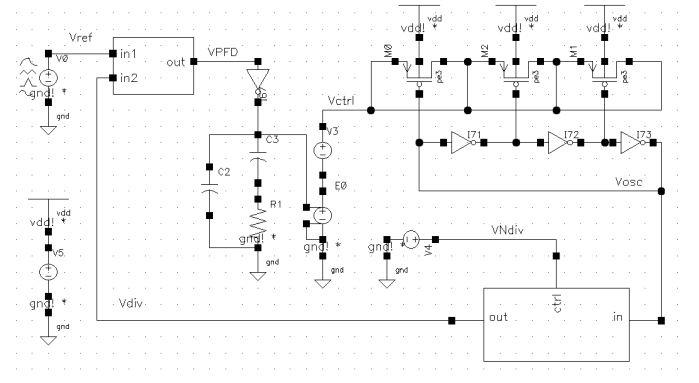 vdd vdd vdd
vdd! vdd! vdd!
Vref
V0
in1
in2
out
VPFD
M0 M2 M1
pe3 pe3 pe3
gnd! *
gnd
Vctrl
C3
V3
I71 I72 I73
C2
E0
Vosc
R1
vdd
vdd!
gnd! * gnd! * gnd! *
VNdiv
V4
V5
gnd gnd gnd
ctrl
gnd! *
Vdiv
out in
gnd